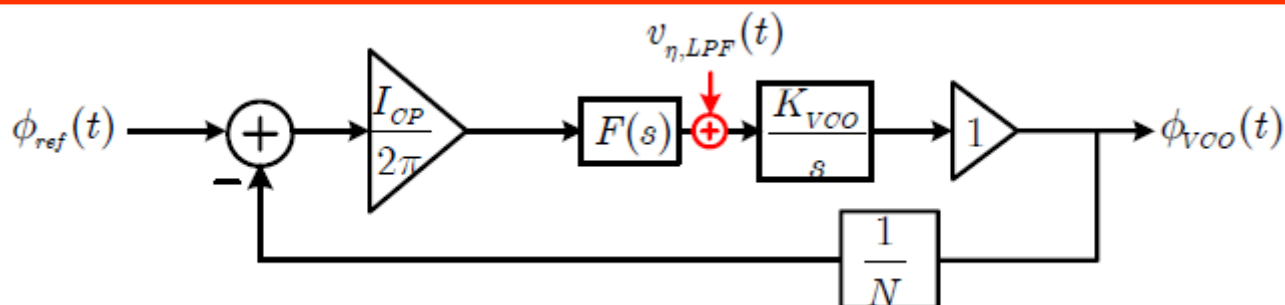 v_{η,LPF}(t)
ϕ_{ref}(t) + I_{CP}/2π F(s) + K_{VCO}/s 1 ϕ_{VCO}(t)
−
1/N